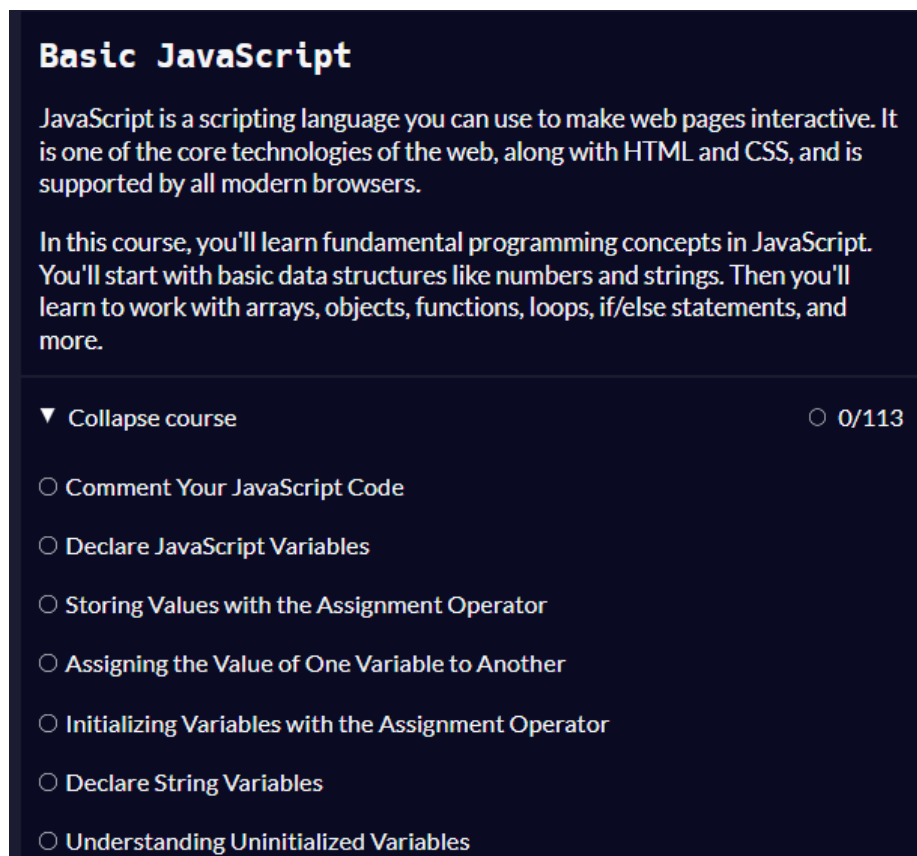 Basic JavaScript
JavaScript is a scripting language you can use to make web pages interactive. It
is one of the core technologies of the web, along with HTML and CSS, and is
supported by all modern browsers.
In this course, you'll learn fundamental programming concepts in JavaScript.
You'll start with basic data structures like numbers and strings. Then you'll
learn to work with arrays, objects, functions, loops, if/else statements, and
more.
Collapse course 0/113
Comment Your JavaScript Code
Declare JavaScript Variables
Storing Values with the Assignment Operator
Assigning the Value of One Variable to Another
Initializing Variables with the Assignment Operator
Declare String Variables
Understanding Uninitialized Variables